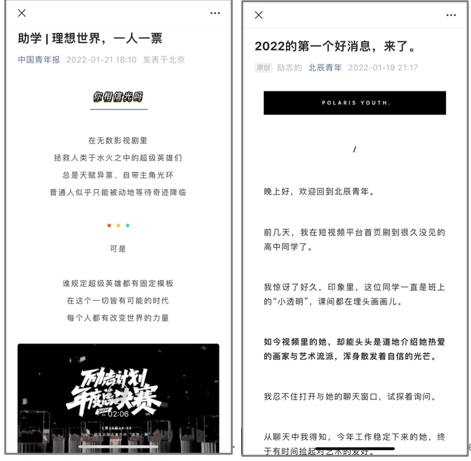 助学 | 理想世界，一人一票
中国青年报 2022-01-21 18:10 发表于北京
你相信光吗
在无数影视剧里
拯救人类于水火之中的超级英雄们
总是天赋异禀、自带主角光环
普通人似乎只能被动地等待奇迹降临
可是
谁规定超级英雄都有固定模板
在这个一切皆有可能的时代
每个人都有改变世界的力量
年度总决赛
02:06
2022的第一个好消息，来了。
原创 励志的 北辰青年 2022-01-19 21:17
POLARIS YOUTH.
/
晚上好，欢迎回到北辰青年。
前几天，我在短视频平台首页刷到很久没见的
高中同学了。
我惊讶了好久，印象里，这位同学一直是班上
的“小透明”，课间都在埋头画画儿。
如今视频里的她，却能头头是道地介绍她热爱
的画家与艺术流派，浑身散发着自信的光芒。
我忍不住打开与她的聊天窗口，试探着询问。
从聊天中我得知，今年工作稳定下来的她，终
于有时间捡起对艺术的爱好。